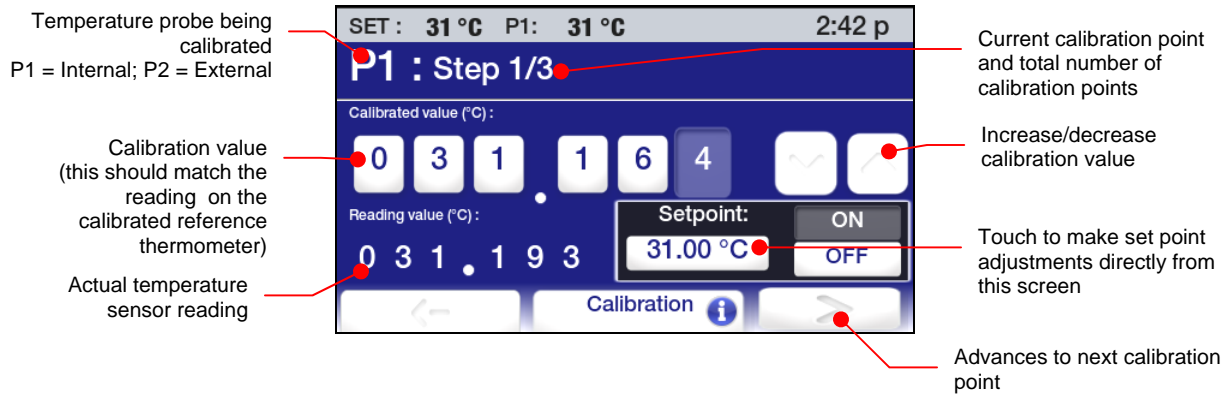 Temperature probe being
calibrated
P1 = Internal; P2 = External
Calibration value
(this should match the
reading on the
calibrated reference
thermometer)
Actual temperature
sensor reading
SET : 31 °C P1: 31 °C 2:42 p
P1 : Step 1/3
Calibrated value (°C) :
0 3 1 . 1 6 4
Reading value (°C) :
0 3 1 . 1 9 3
Setpoint:
31.00 °C
ON
OFF
Calibration i
Current calibration point
and total number of
calibration points
Increase/decrease
calibration value
Touch to make set point
adjustments directly from
this screen
Advances to next calibration
point